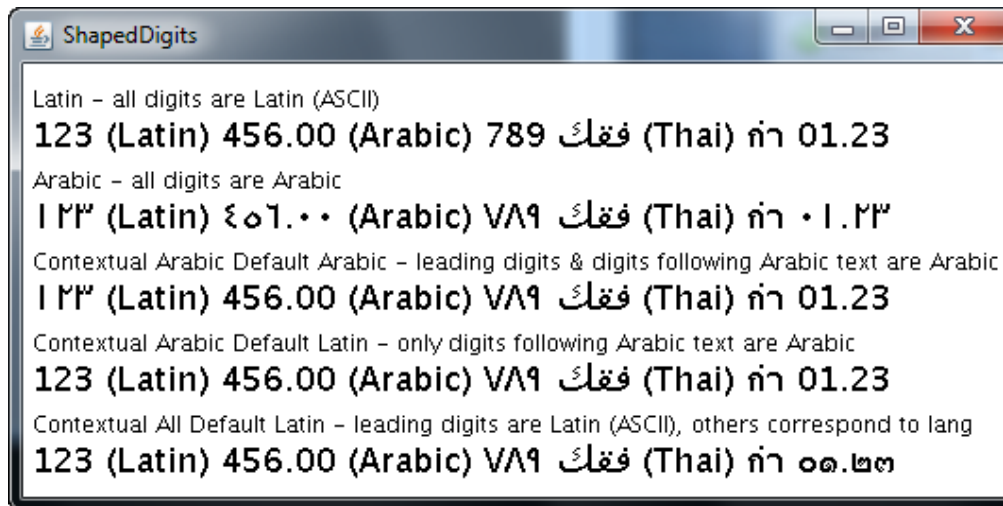 ShapedDigits
Latin – all digits are Latin (ASCII)
123 (Latin) 456.00 (Arabic) فقك 789 (Thai) กำ 01.23
Arabic – all digits are Arabic
١٢٣ (Latin) ٤٥٦.٠٠ (Arabic) فقك ٧٨٩ (Thai) กำ ٠١.٢٣
Contextual Arabic Default Arabic – leading digits & digits following Arabic text are Arabic
١٢٣ (Latin) 456.00 (Arabic) فقك ٧٨٩ (Thai) กำ 01.23
Contextual Arabic Default Latin – only digits following Arabic text are Arabic
123 (Latin) 456.00 (Arabic) فقك ٧٨٩ (Thai) กำ 01.23
Contextual All Default Latin – leading digits are Latin (ASCII), others correspond to lang
123 (Latin) 456.00 (Arabic) فقك ٧٨٩ (Thai) กำ ๐๑.๒๓